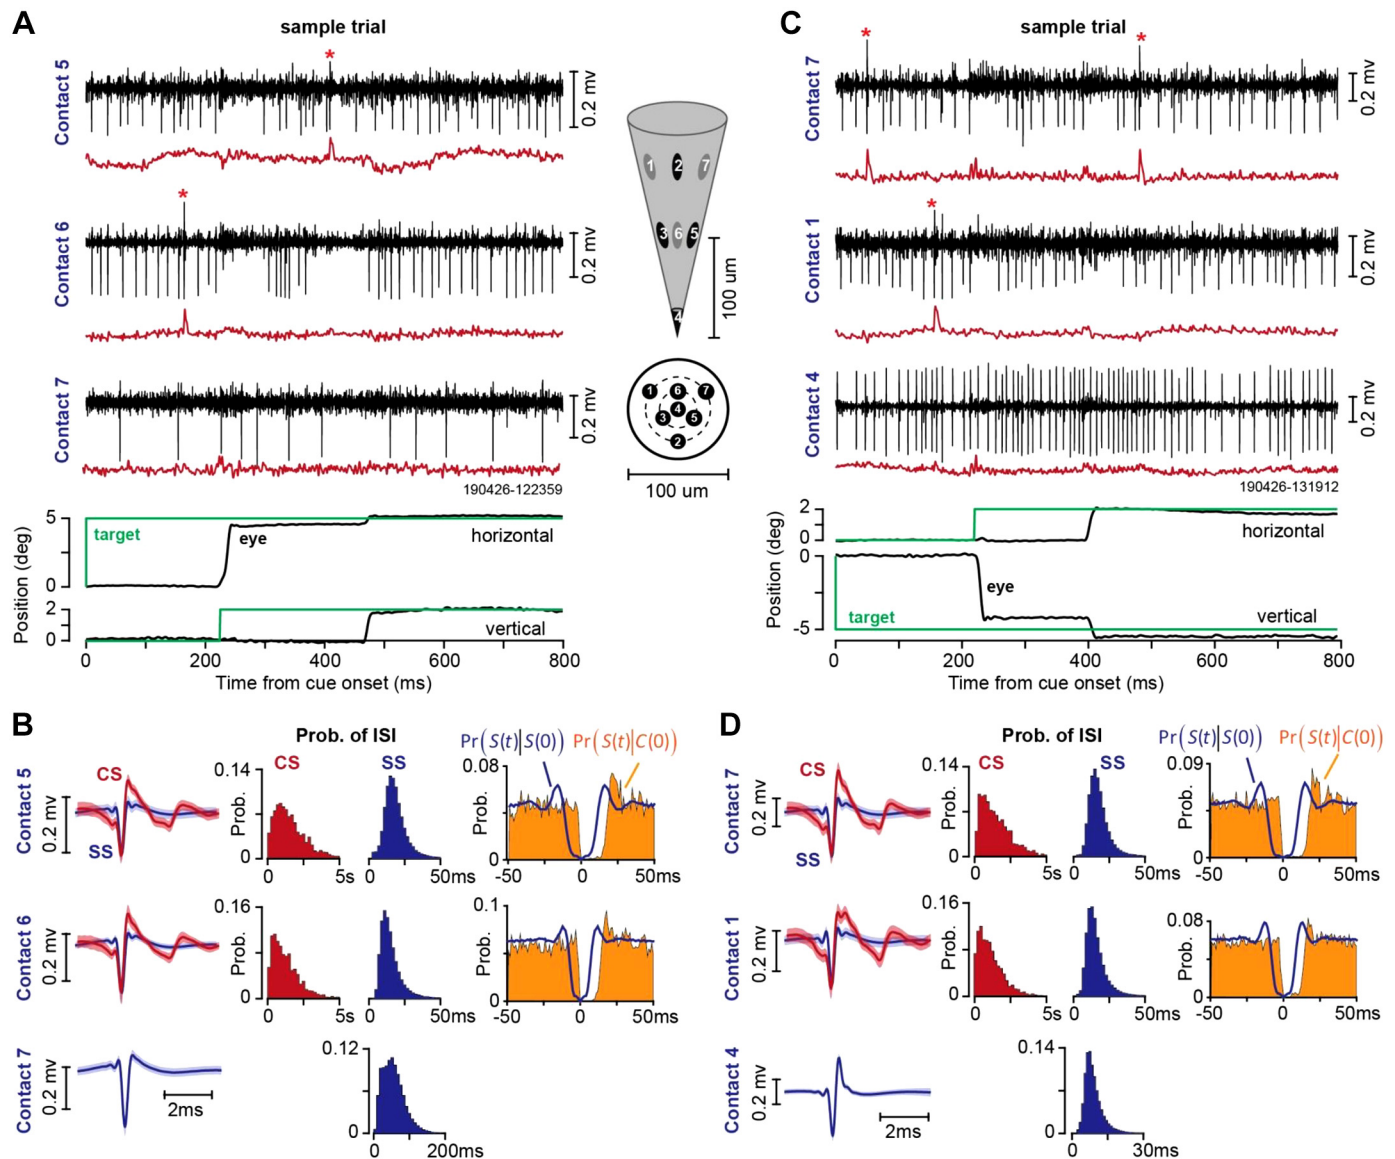 A
sample trial
*
Contact 5
0.2 mv
*
Contact 6
0.2 mv
Contact 7
0.2 mv
190426-122359
5
target
eye
horizontal
0
Position (deg)
2
vertical
0
0 200 400 600 800
Time from cue onset (ms)
1 2 7
3 6 5
4
100 um
1 6 7
4
3 5
2
100 um
C
sample trial
* *
Contact 7
0.2 mv
*
Contact 1
0.2 mv
Contact 4
0.2 mv
190426-131912
2
horizontal
0
0
Position (deg)
eye
target
vertical
-5
0 200 400 600 800
Time from cue onset (ms)
B
Prob. of ISI
Pr(S(t)|S(0)) Pr(S(t)|C(0))
Contact 5
0.2 mv
CS
SS
0.14
Prob.
CS
SS
0
0 5s
0 50ms
0.08
Prob.
0
-50 0 50ms
Contact 6
0.2 mv
0.16
Prob.
0
0 5s
0 50ms
0.1
Prob.
0
-50 0 50ms
Contact 7
0.2 mv
2ms
0.12
0
0 200ms
D
Prob. of ISI
Pr(S(t)|S(0)) Pr(S(t)|C(0))
Contact 7
0.2 mv
CS
SS
0.14
Prob.
CS
SS
0
0 5s
0 50ms
0.09
Prob.
0
-50 0 50ms
Contact 1
0.2 mv
0.16
Prob.
0
0 5s
0 50ms
0.08
Prob.
0
-50 0 50ms
Contact 4
0.2 mv
2ms
0.14
0
0 30ms